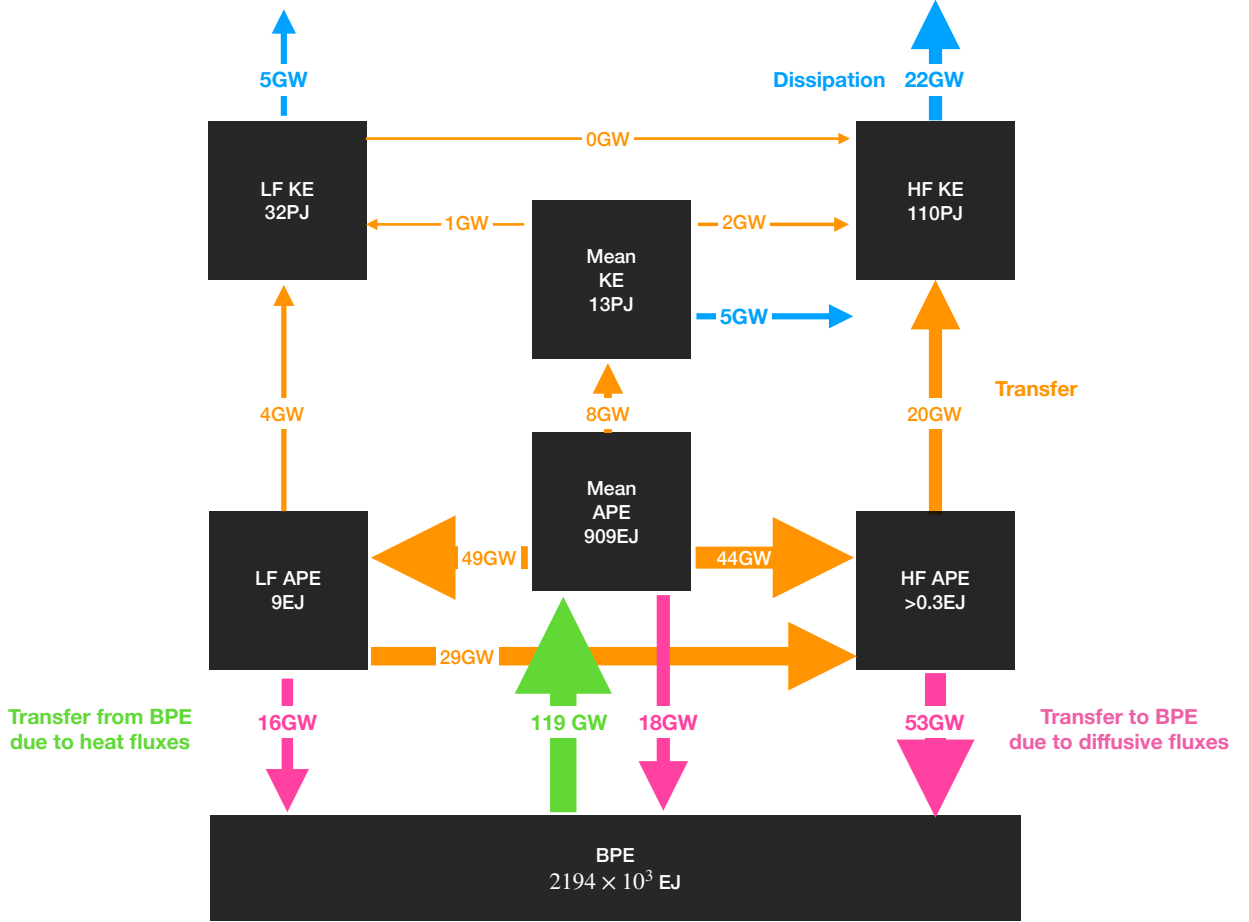 5GW
Dissipation 22GW
0GW
LF KE
32PJ
HF KE
110PJ
1GW
2GW
Mean
KE
13PJ
5GW
Transfer
4GW
8GW
20GW
Mean
APE
909EJ
49GW
44GW
LF APE
9EJ
HF APE
>0.3EJ
29GW
Transfer from BPE
due to heat fluxes
16GW
119 GW
18GW
53GW
Transfer to BPE
due to diffusive fluxes
BPE
2194 × 10³ EJ